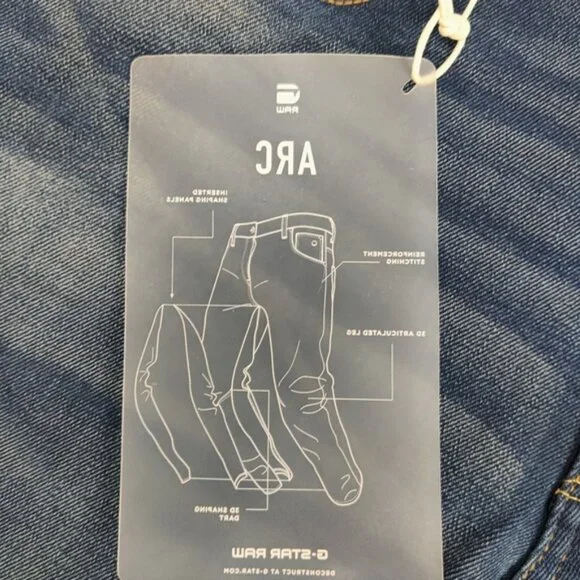 RAW
ARC
INSERTED
SHAPING PANELS
REINFORCEMENT
STITCHING
3D ARTICULATED LEG
3D SHAPING
DART
G-STAR RAW
DECONSTRUCT AT G-STAR.COM